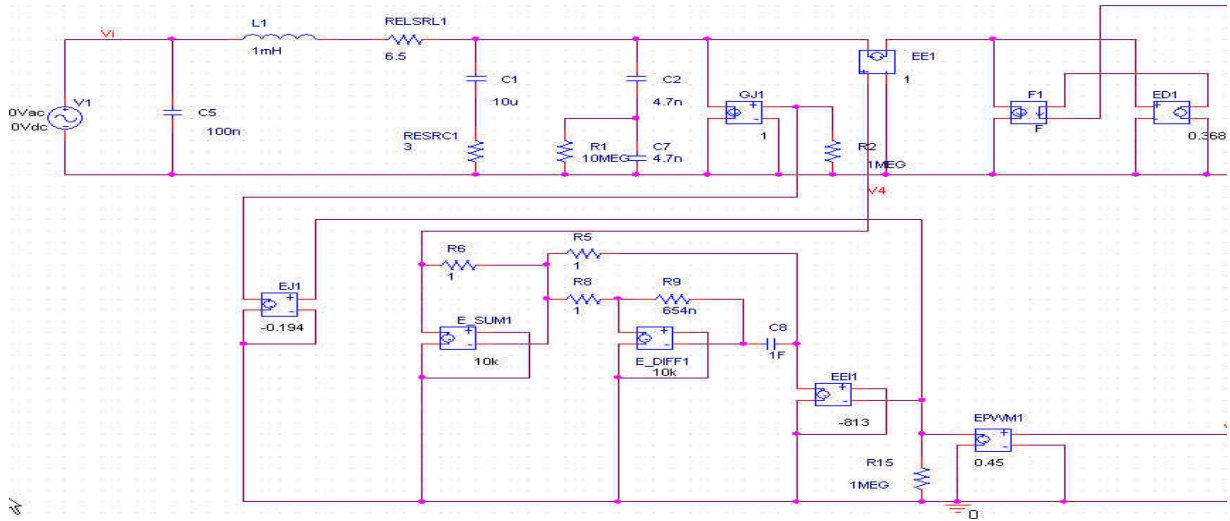 Vi
L1
1mH
RELSRL1
6.5
EE1
1
V1
0Vac
0Vdc
C5
100n
C1
10u
RESRC1
3
C2
4.7n
R1
10MEG
C7
4.7n
GJ1
1
R2
1MEG
V4
F1
F
ED1
0.368
EJ1
-0.194
R6
1
R5
1
R8
1
R9
654n
E_SUM1
10k
E_DIFF1
10k
C8
1F
EEI1
-813
R15
1MEG
EPWM1
0.45
0